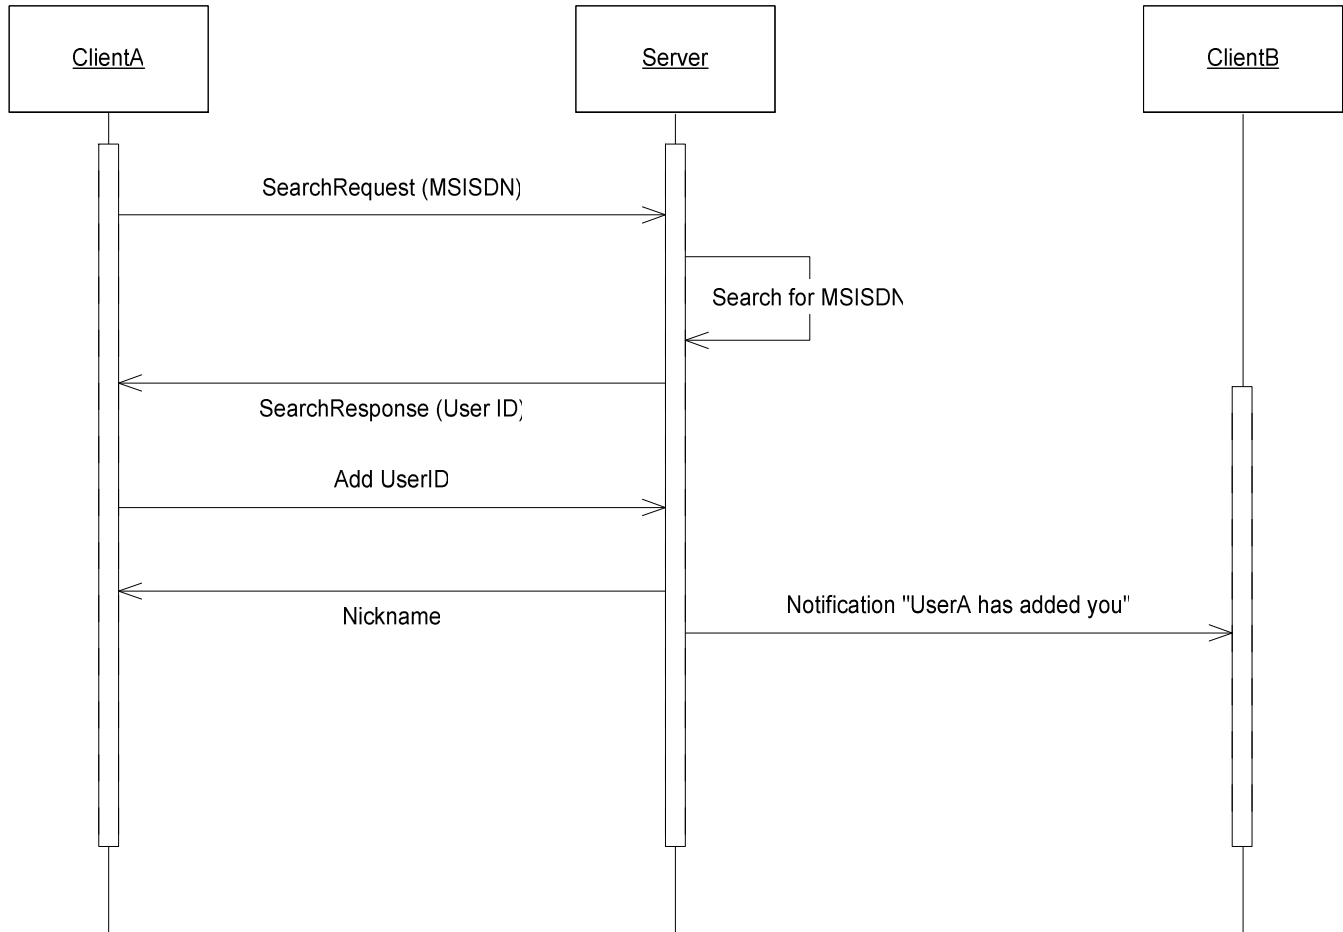 ClientA
Server
ClientB
SearchRequest (MSISDN)
Search for MSISDN
SearchResponse (User ID)
Add UserID
Notification "UserA has added you"
Nickname